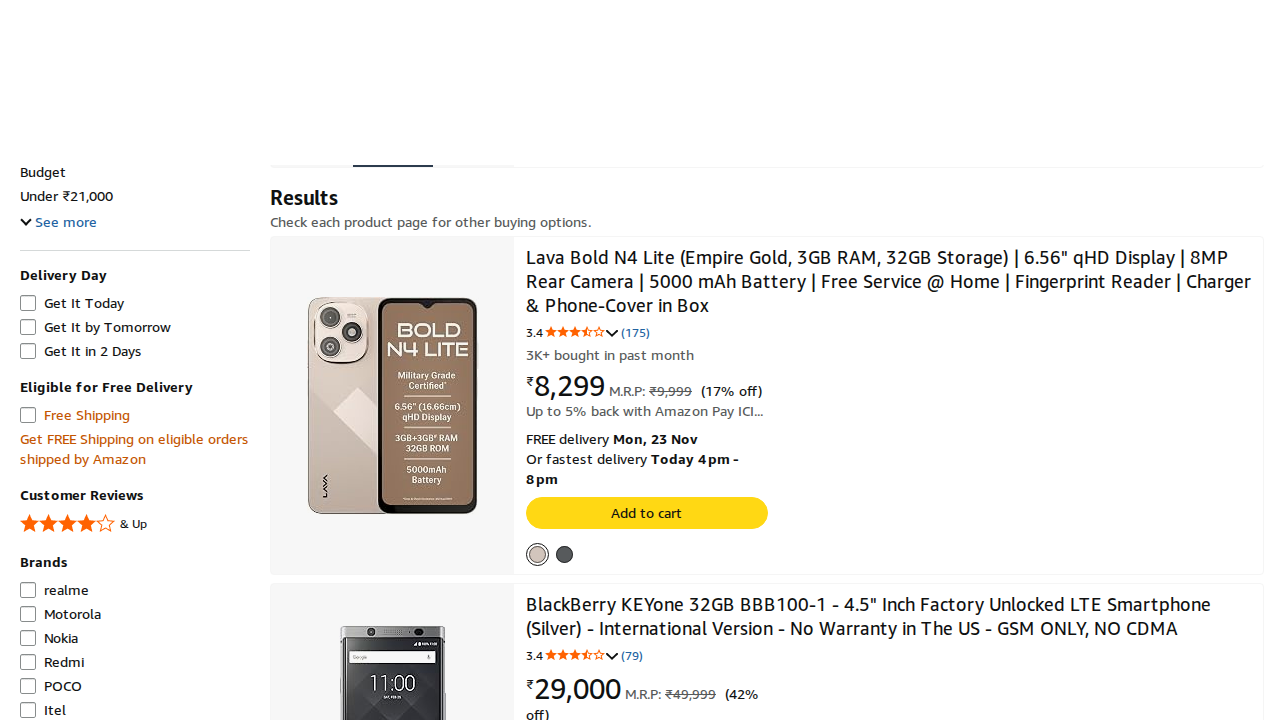 Budget
Under ₹21,000
See more
Delivery Day
Get It Today
Get It by Tomorrow
Get It in 2 Days
Eligible for Free Delivery
Free Shipping
Get FREE Shipping on eligible orders
shipped by Amazon
Customer Reviews
& Up
Brands
realme
Motorola
Nokia
Redmi
POCO
Itel
Results
Check each product page for other buying options.
BOLD
N4 LITE
Military Grade
Certified*
6.56" (16.66cm)
qHD Display
3GB+3GB# RAM
32GB ROM
5000mAh
Battery
LAVA
Lava Bold N4 Lite (Empire Gold, 3GB RAM, 32GB Storage) | 6.56" qHD Display | 8MP
Rear Camera | 5000 mAh Battery | Free Service @ Home | Fingerprint Reader | Charger
& Phone-Cover in Box
3.4 (175)
3K+ bought in past month
₹8,299 M.R.P: ₹9,999 (17% off)
Up to 5% back with Amazon Pay ICI...
FREE delivery Mon, 23 Nov
Or fastest delivery Today 4 pm -
8 pm
Add to cart
11:00
BlackBerry KEYone 32GB BBB100-1 - 4.5" Inch Factory Unlocked LTE Smartphone
(Silver) - International Version - No Warranty in The US - GSM ONLY, NO CDMA
3.4 (79)
₹29,000 M.R.P: ₹49,999 (42%
off)